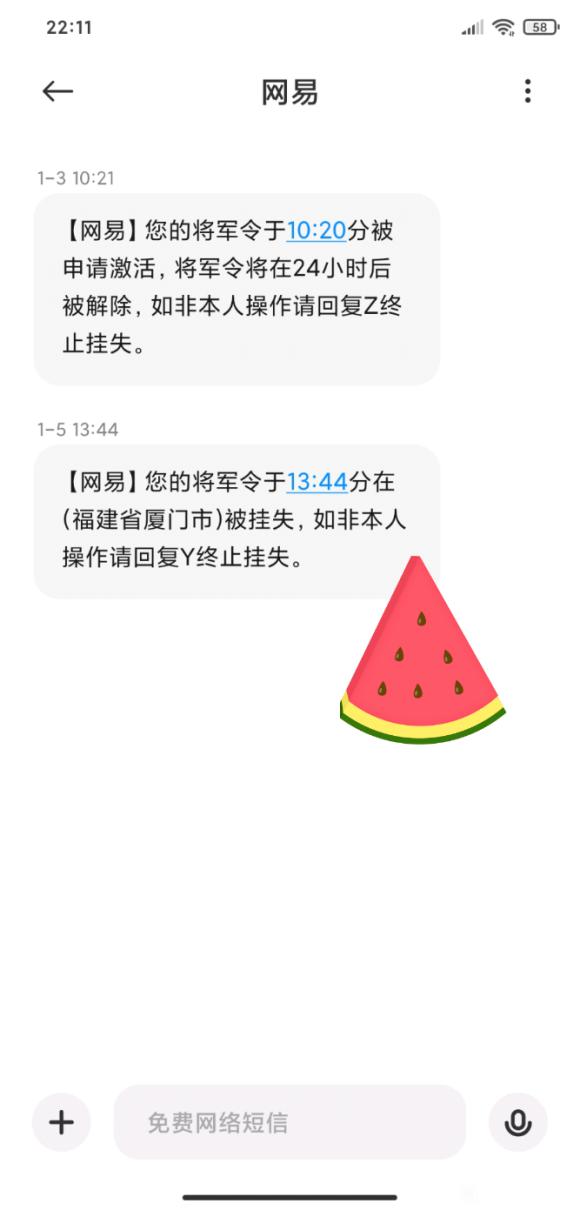 22:11
58
网易
1-3 10:21
【网易】您的将军令于10:20分被
申请激活，将军令将在24小时后
被解除，如非本人操作请回复Z终
止挂失。
1-5 13:44
【网易】您的将军令于13:44分在
(福建省厦门市)被挂失，如非本人
操作请回复Y终止挂失。
免费网络短信